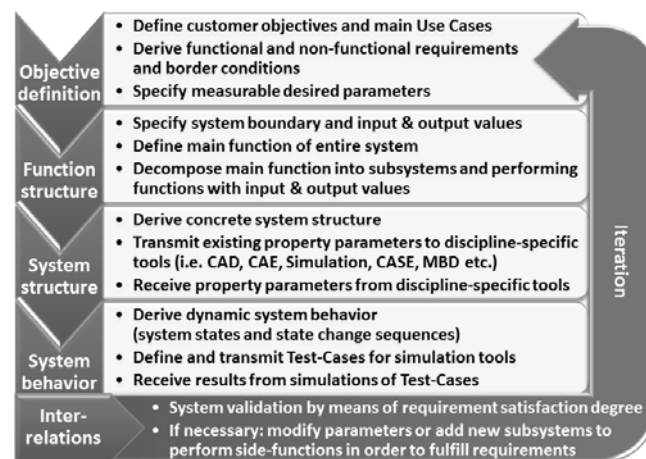 Objective
definition
• Define customer objectives and main Use Cases
• Derive functional and non-functional requirements
and border conditions
• Specify measurable desired parameters
Function
structure
• Specify system boundary and input & output values
• Define main function of entire system
• Decompose main function into subsystems and performing
functions with input & output values
System
structure
• Derive concrete system structure
• Transmit existing property parameters to discipline-specific
tools (i.e. CAD, CAE, Simulation, CASE, MBD etc.)
• Receive property parameters from discipline-specific tools
System
behavior
• Derive dynamic system behavior
(system states and state change sequences)
• Define and transmit Test-Cases for simulation tools
• Receive results from simulations of Test-Cases
Inter-
relations
• System validation by means of requirement satisfaction degree
• If necessary: modify parameters or add new subsystems to
perform side-functions in order to fulfill requirements
Iteration